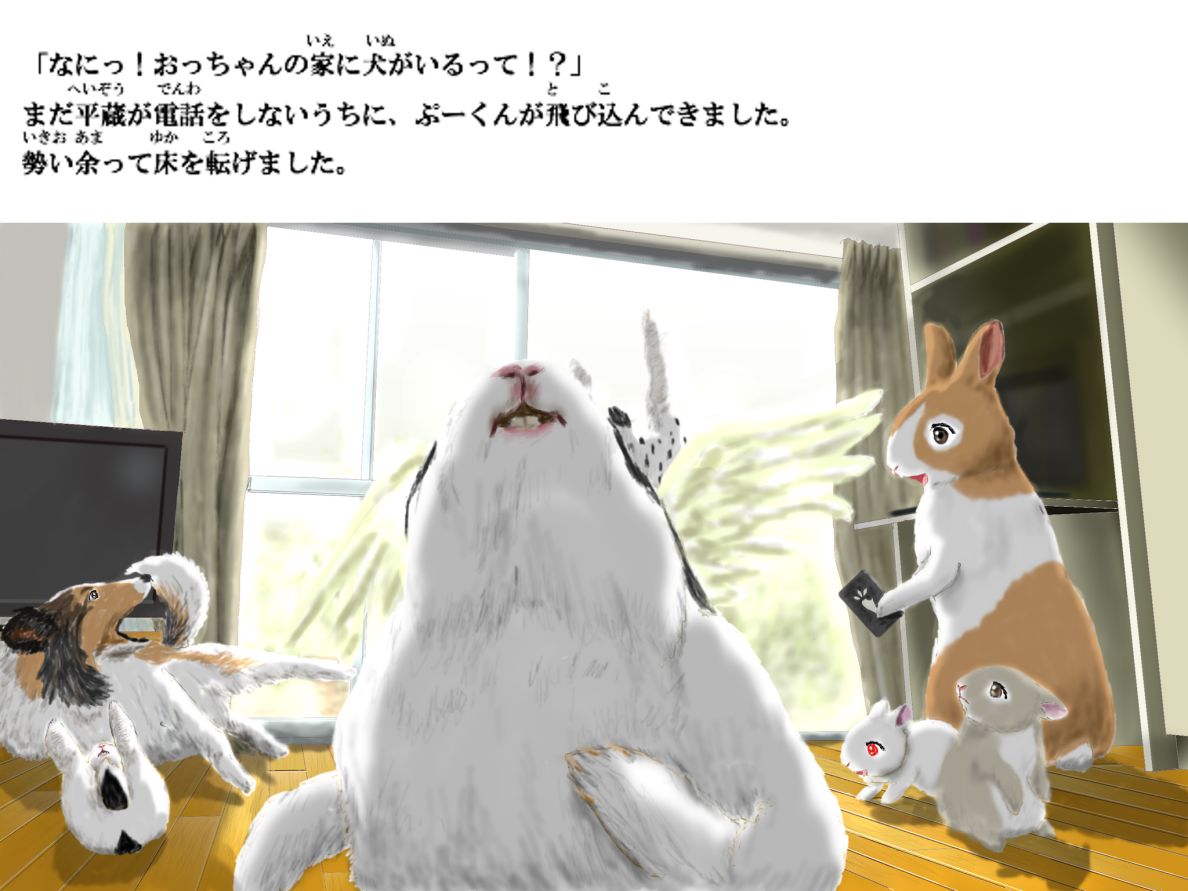 「なにっ！おっちゃんの家に犬がいるって！？」
まだ平蔵が電話をしないうちに、ぷーくんが飛び込んできました。
勢い余って床を転げました。